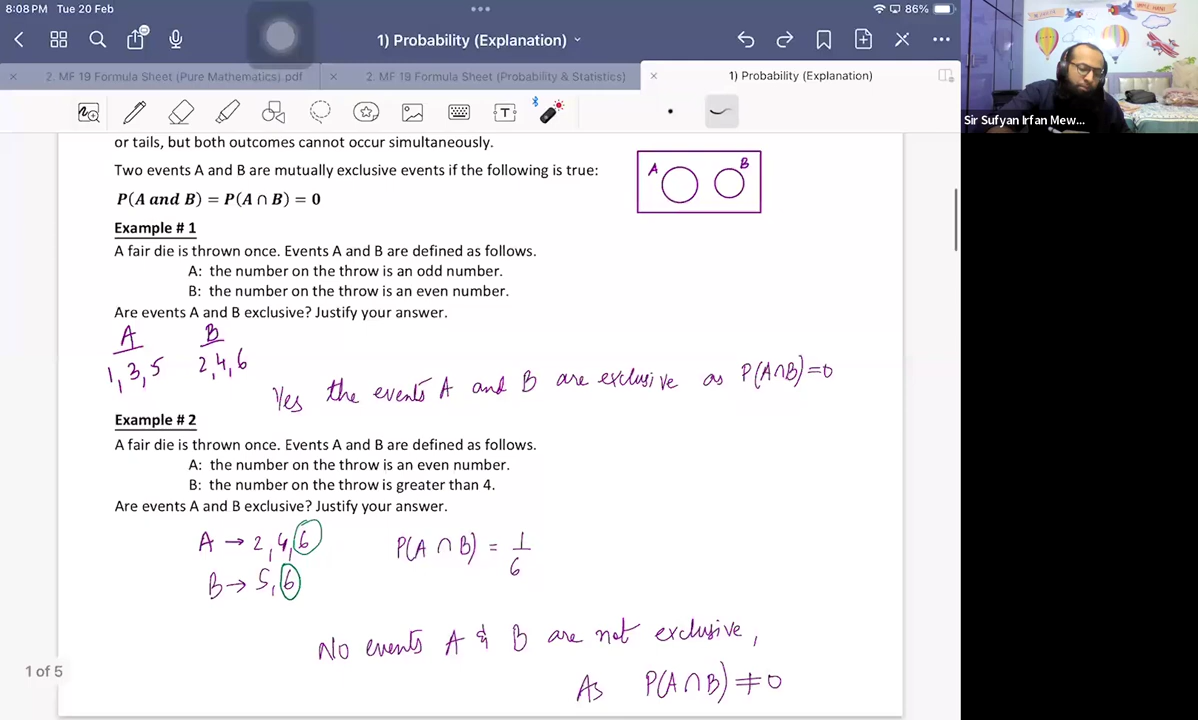 8:08 PM Tue 20 Feb
86%
1) Probability (Explanation)
2. MF 19 Formula Sheet (Pure Mathematics).pdf
2. MF 19 Formula Sheet (Probability & Statistics)
1) Probability (Explanation)
Sir Sufyan Irfan Mew...
or tails, but both outcomes cannot occur simultaneously.
Two events A and B are mutually exclusive events if the following is true:
A B
P(A and B) = P(A ∩ B) = 0
Example # 1
A fair die is thrown once. Events A and B are defined as follows.
A: the number on the throw is an odd number.
B: the number on the throw is an even number.
Are events A and B exclusive? Justify your answer.
A B
1, 3, 5 2, 4, 6
Yes the events A and B are exclusive as P(A∩B)=0
Example # 2
A fair die is thrown once. Events A and B are defined as follows.
A: the number on the throw is an even number.
B: the number on the throw is greater than 4.
Are events A and B exclusive? Justify your answer.
A → 2, 4, 6
P(A ∩ B) = 1/6
B → 5, 6
No events A & B are not exclusive,
As P(A∩B) ≠ 0
1 of 5